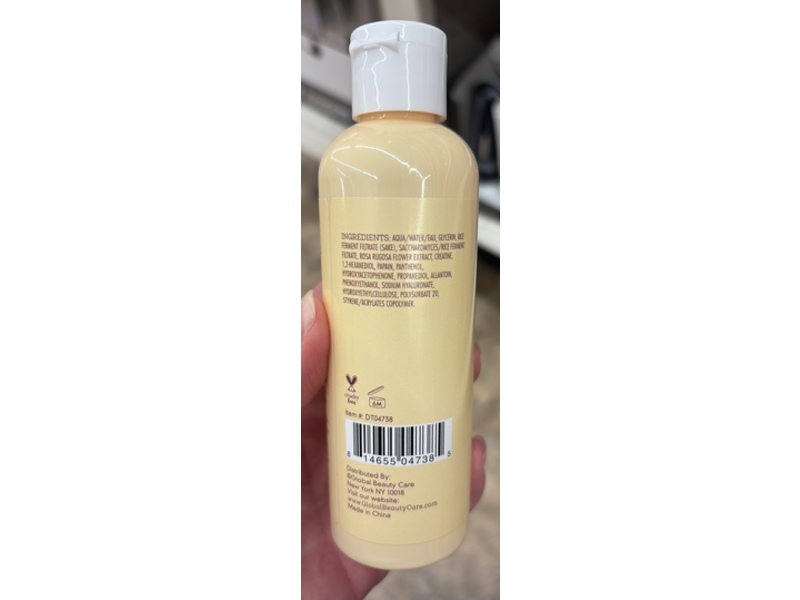 INGREDIENTS: AQUA/WATER/EAU, GLYCERIN, RICE
FERMENT FILTRATE (SAKE), SACCHAROMYCES/RICE FERMENT
FILTRATE, ROSA RUGOSA FLOWER EXTRACT, CREATINE,
1,2-HEXANEDIOL, PAPAIN, PANTHENOL,
HYDROXYACETOPHENONE, PROPANEDIOL, ALLANTOIN,
PHENOXYETHANOL, SODIUM HYALURONATE,
HYDROXYETHYLCELLULOSE, POLYSORBATE 20,
STYRENE/ACRYLATES COPOLYMER.
cruelty
free
6M
Item #: DT04738
8 14655 04738 5
Distributed By:
©Global Beauty Care
New York NY 10018
Visit our website:
www.GlobalBeautyCare.com
Made in China